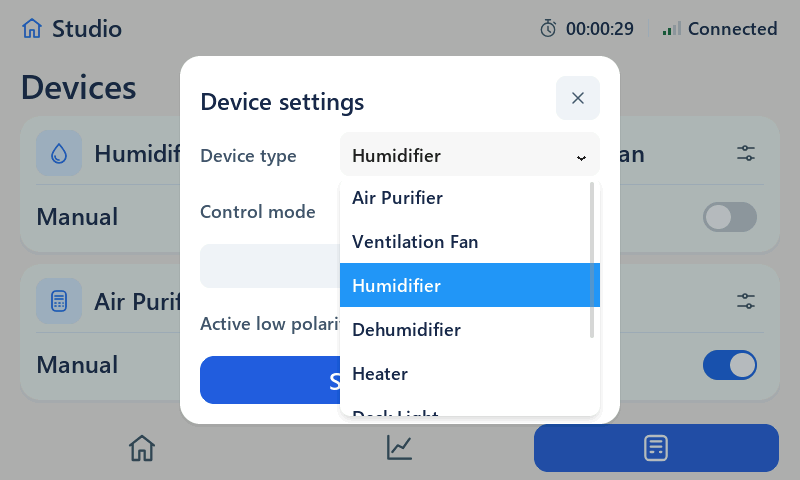 Studio
00:00:29
Connected
Devices
Device settings
Device type
Humidifier
Humidif
an
Manual
Control mode
Air Purifier
Ventilation Fan
Humidifier
Dehumidifier
Heater
Air Purif
Active low polari
Manual
S